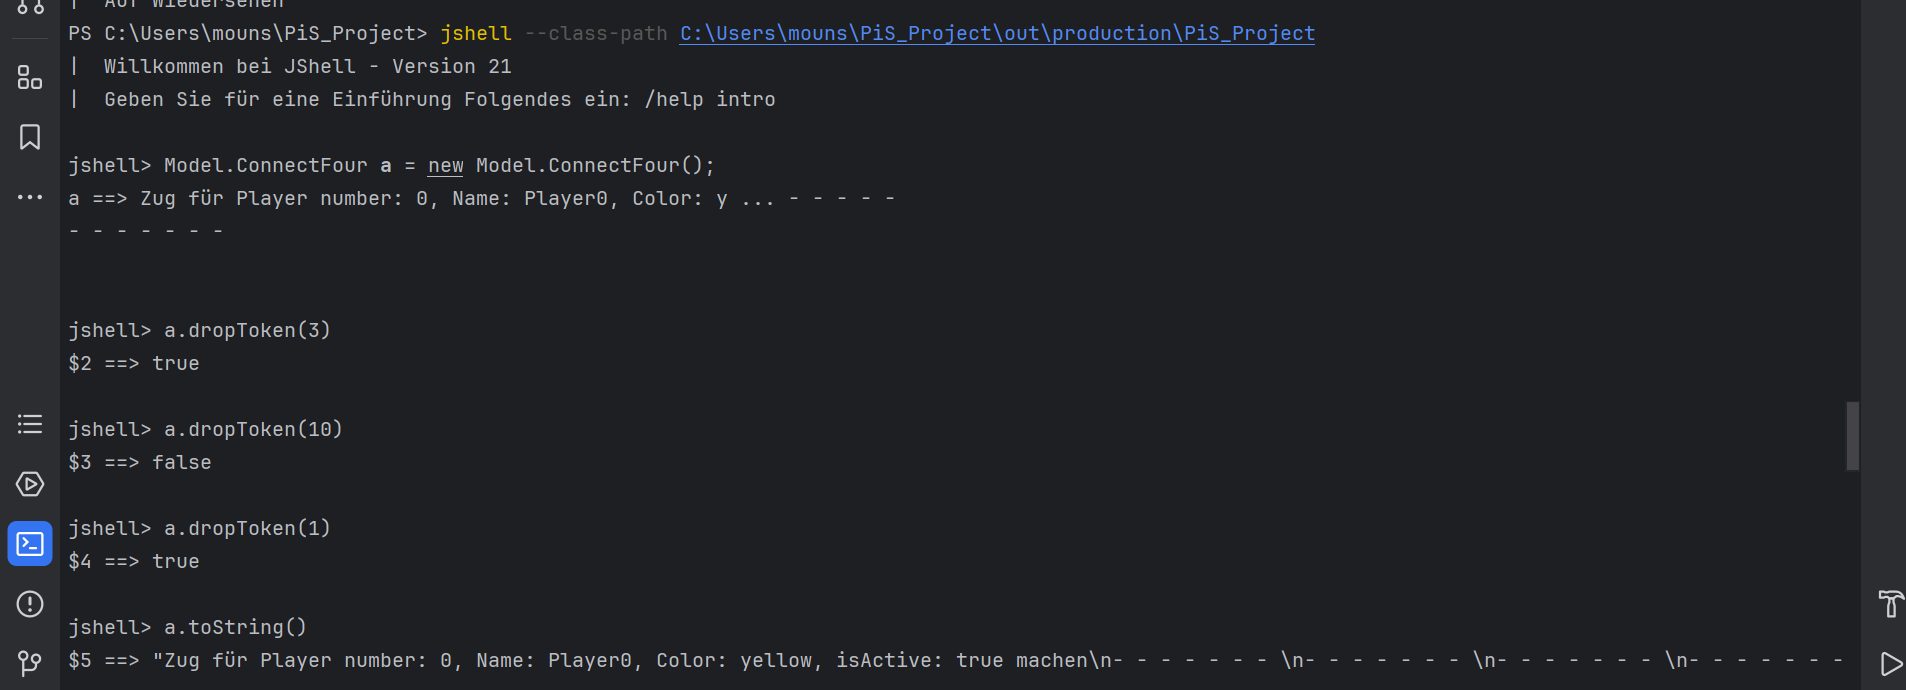 | Auf Wiedersehen
PS C:\Users\mouns\PiS_Project> jshell --class-path C:\Users\mouns\PiS_Project\out\production\PiS_Project
| Willkommen bei JShell - Version 21
| Geben Sie für eine Einführung Folgendes ein: /help intro
jshell> Model.ConnectFour a = new Model.ConnectFour();
a ==> Zug für Player number: 0, Name: Player0, Color: y ... - - - - -
- - - - - - -
jshell> a.dropToken(3)
$2 ==> true
jshell> a.dropToken(10)
$3 ==> false
jshell> a.dropToken(1)
$4 ==> true
jshell> a.toString()
$5 ==> "Zug für Player number: 0, Name: Player0, Color: yellow, isActive: true machen\n- - - - - - - \n- - - - - - - \n- - - - - - - \n- - - - - - -